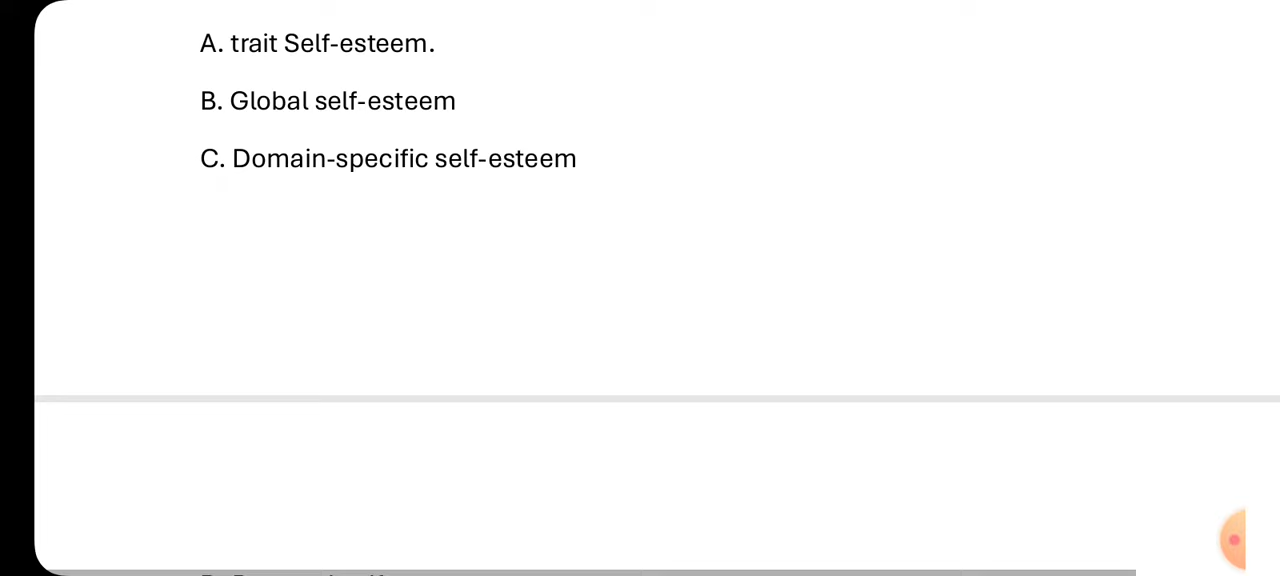 A. trait Self-esteem.
B. Global self-esteem
C. Domain-specific self-esteem